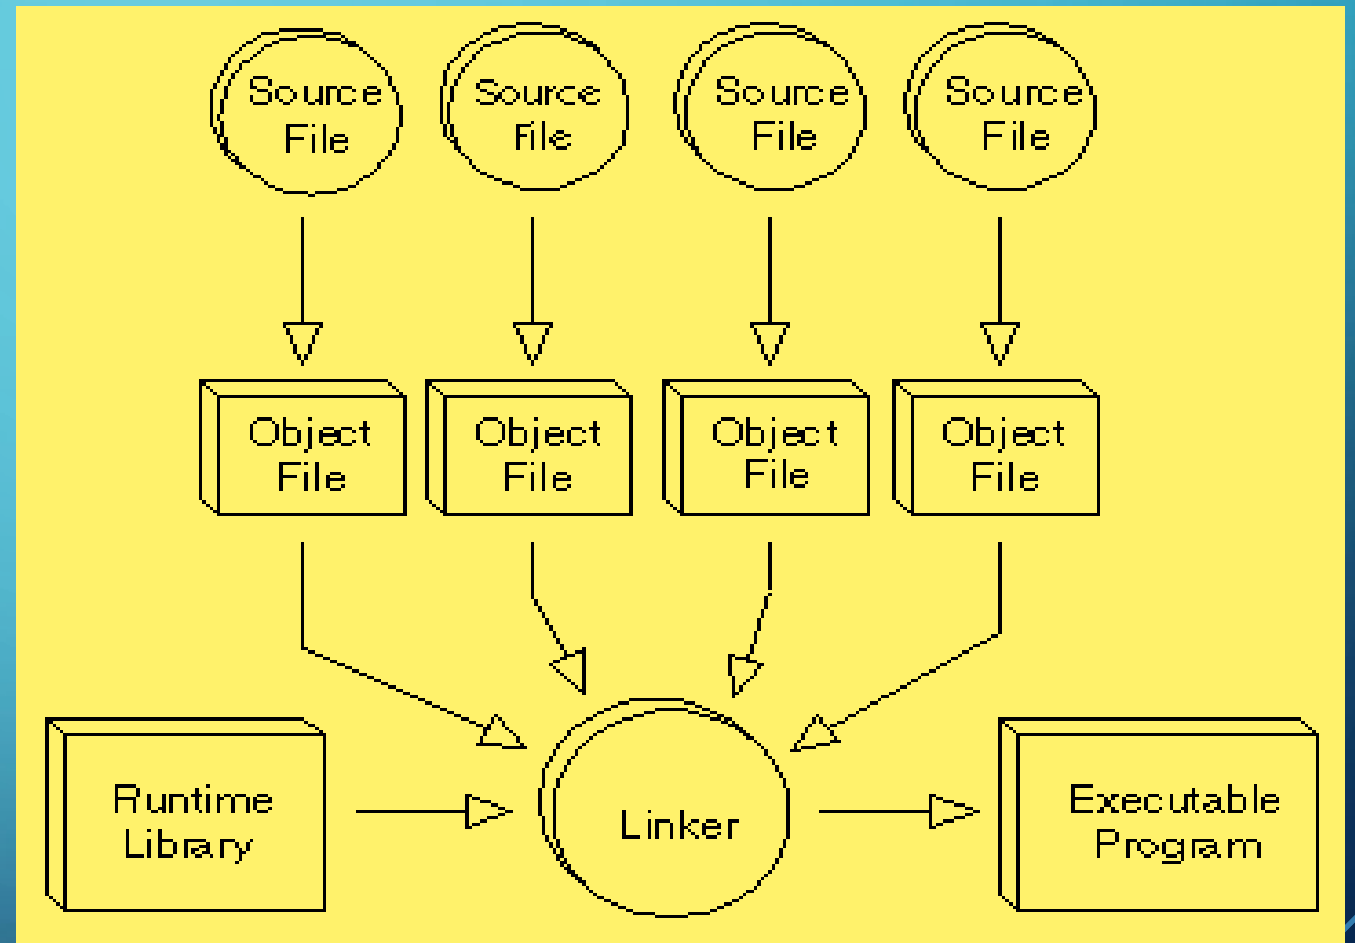 Source
File
Source
File
Source
File
Source
File
Object
File
Object
File
Object
File
Object
File
Runtime
Library
Linker
Executable
Program